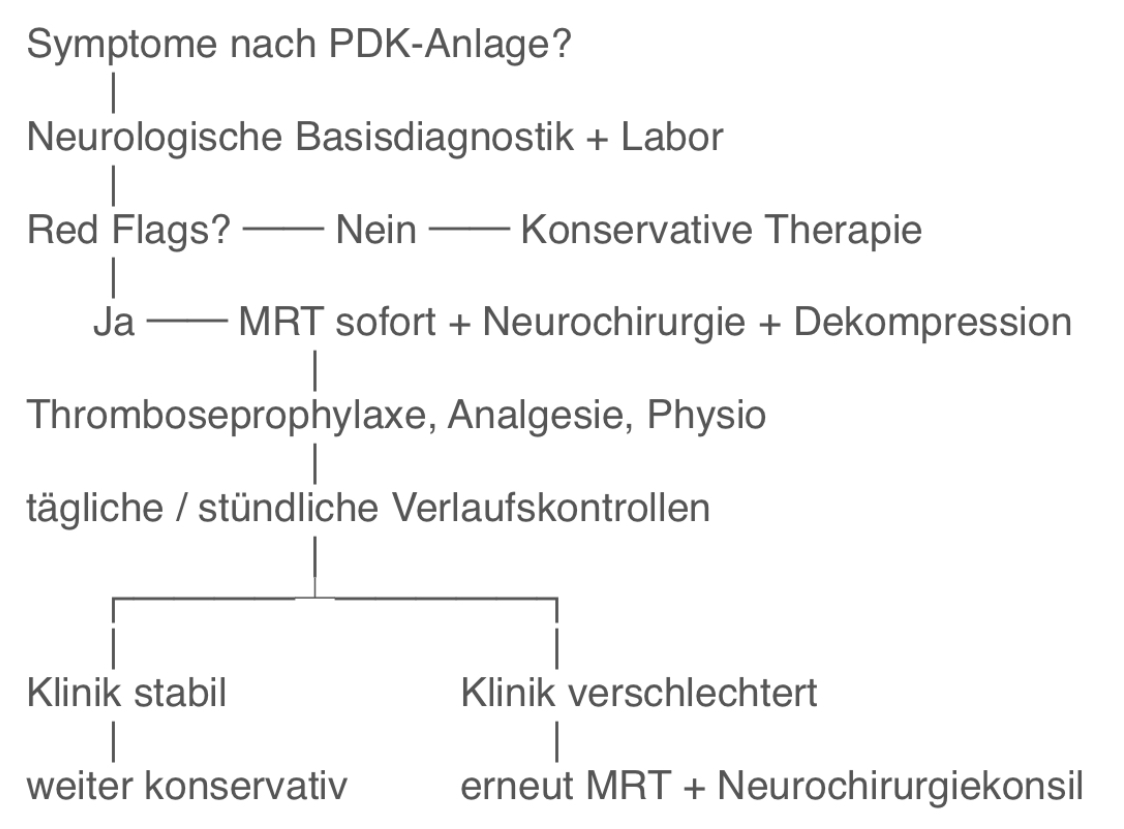 Symptome nach PDK-Anlage?
Neurologische Basisdiagnostik + Labor
Red Flags? —— Nein —— Konservative Therapie
Ja —— MRT sofort + Neurochirurgie + Dekompression
Thromboseprophylaxe, Analgesie, Physio
tägliche / stündliche Verlaufskontrollen
Klinik stabil Klinik verschlechtert
weiter konservativ erneut MRT + Neurochirurgiekonsil